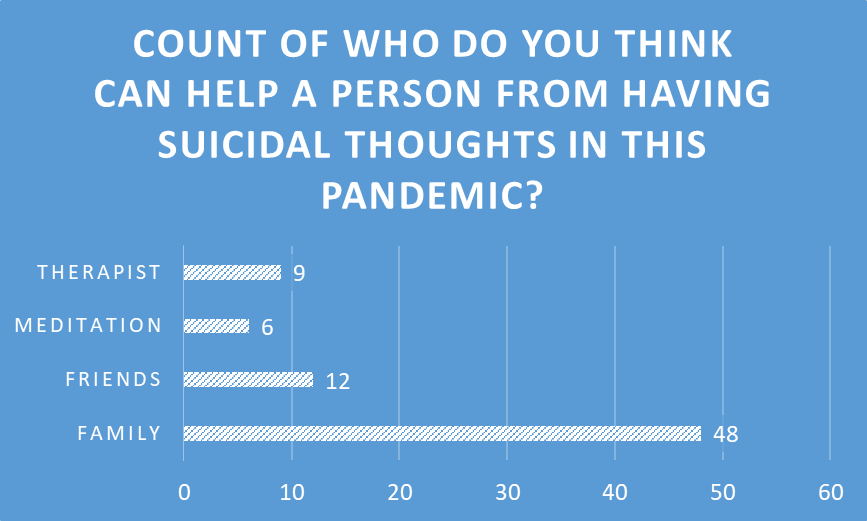 COUNT OF WHO DO YOU THINK
CAN HELP A PERSON FROM HAVING
SUICIDAL THOUGHTS IN THIS
PANDEMIC?
THERAPIST 9
MEDITATION 6
FRIENDS 12
FAMILY 48
0 10 20 30 40 50 60